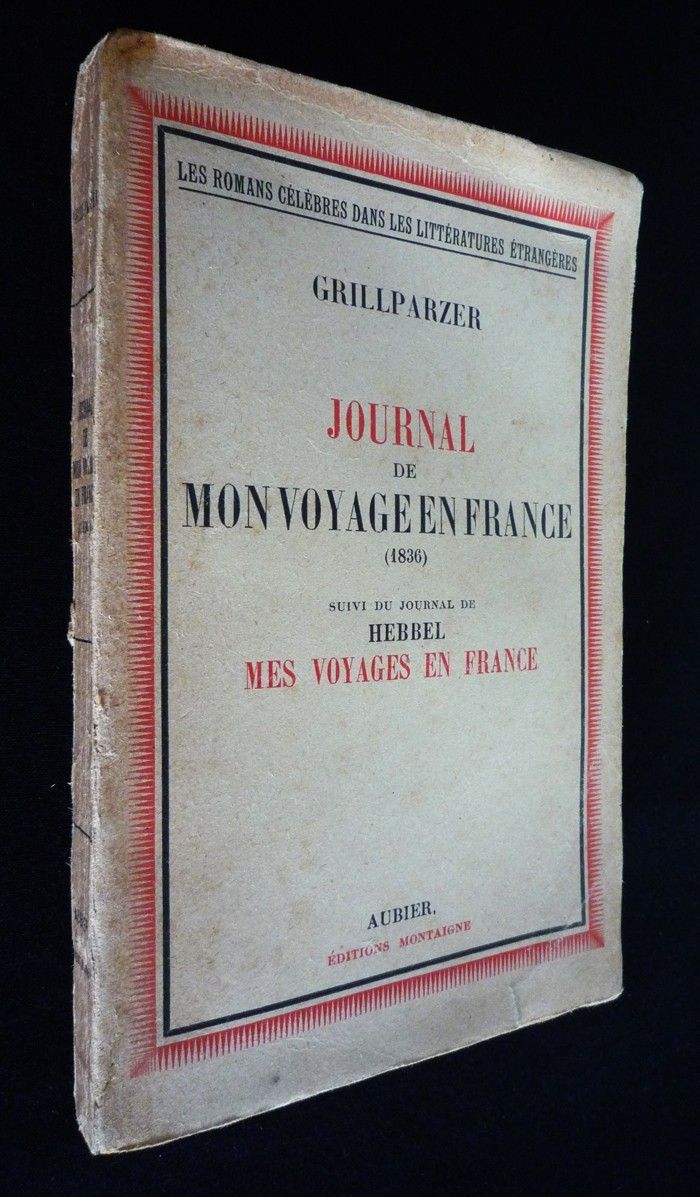 LES ROMANS CÉLÈBRES DANS LES LITTÉRATURES ÉTRANGÈRES
GRILLPARZER
JOURNAL
DE
MON VOYAGE EN FRANCE
(1836)
SUIVI DU JOURNAL DE
HEBBEL
MES VOYAGES EN FRANCE
AUBIER.
ÉDITIONS MONTAIGNE